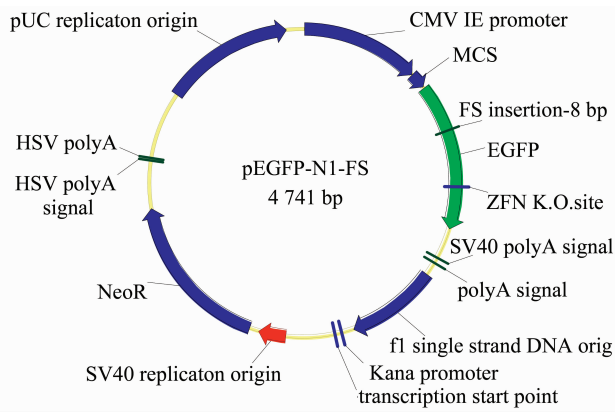 pUC replicaton origin
CMV IE promoter
MCS
FS insertion-8 bp
EGFP
ZFN K.O.site
SV40 polyA signal
polyA signal
f1 single strand DNA orig
Kana promoter
transcription start point
SV40 replicaton origin
NeoR
HSV polyA
signal
HSV polyA
pEGFP-N1-FS
4 741 bp